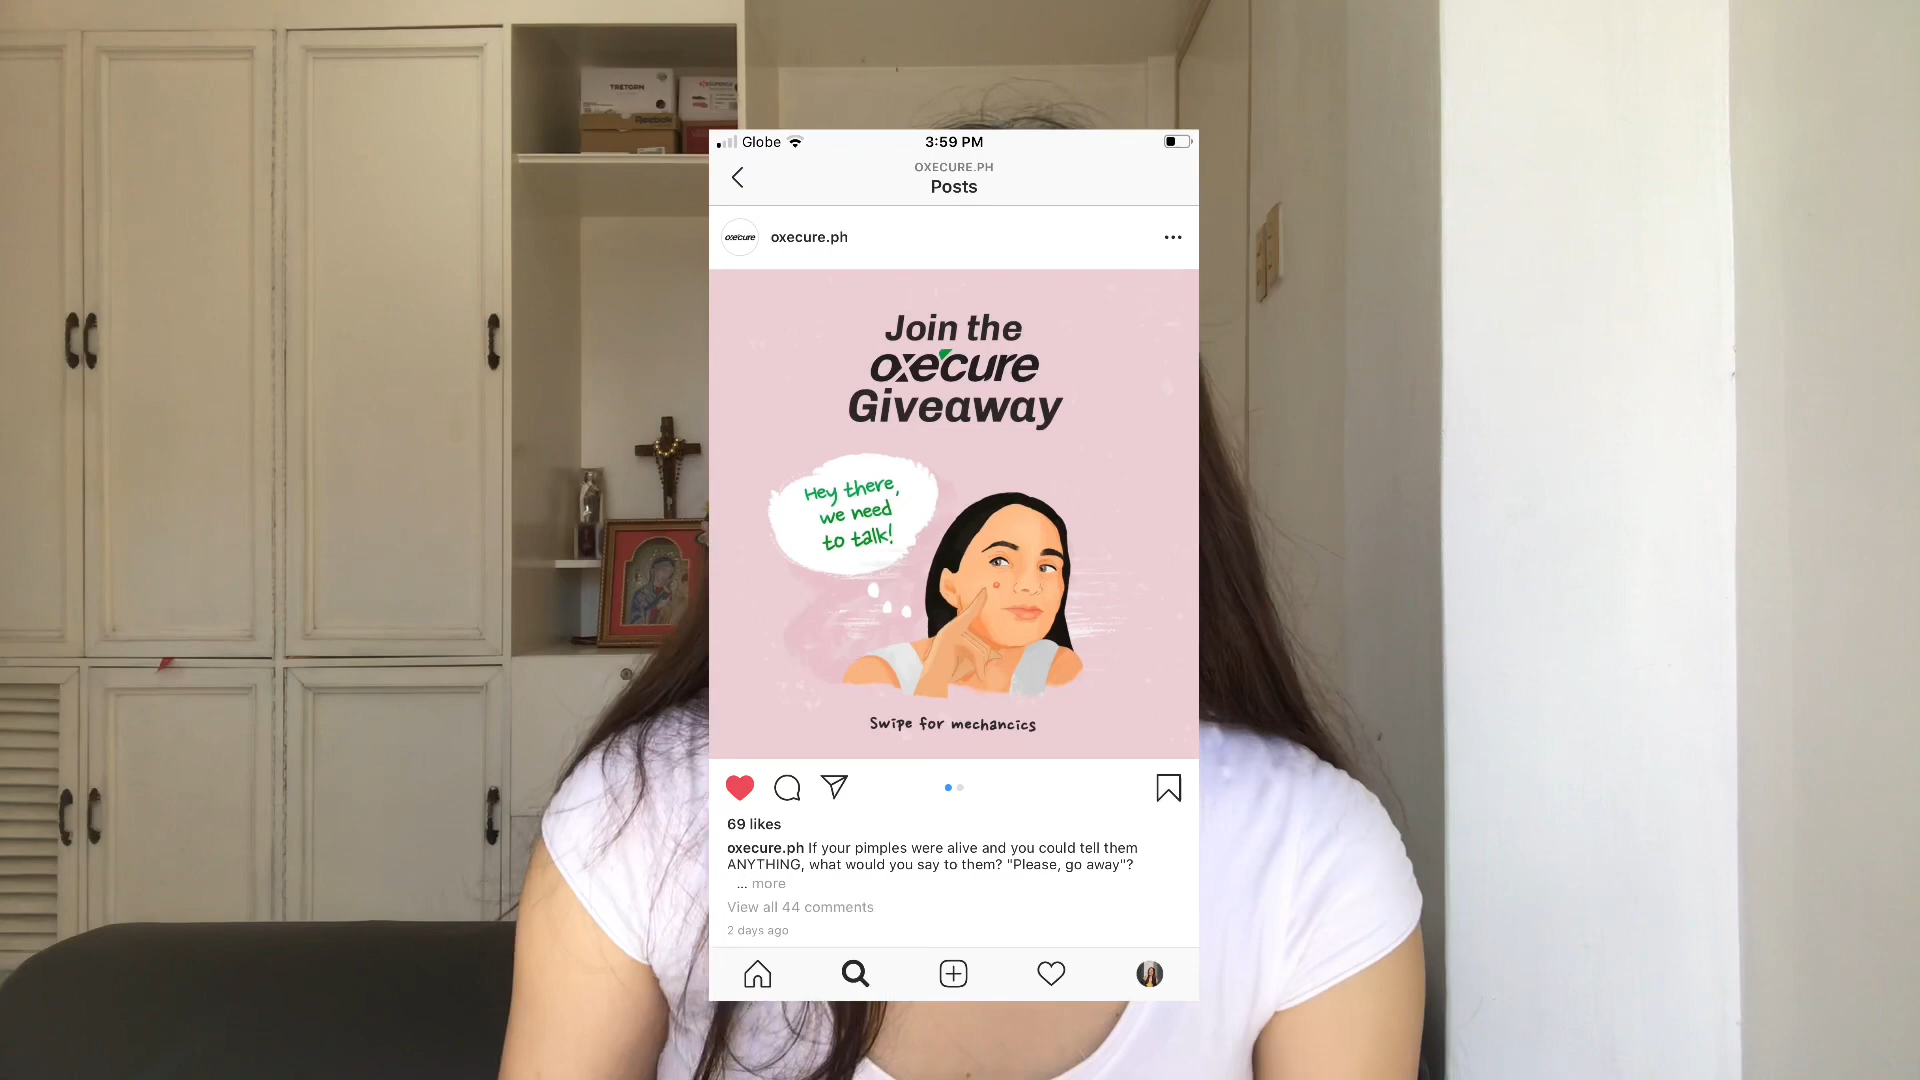 TRETORN
Reebok
Globe
3:59 PM
OXECURE.PH
Posts
oxecure
oxecure.ph
Join the
oxecure
Giveaway
Hey there,
we need
to talk!
Swipe for mechancics
69 likes
oxecure.ph If your pimples were alive and you could tell them
ANYTHING, what would you say to them? "Please, go away"?
... more
View all 44 comments
2 days ago